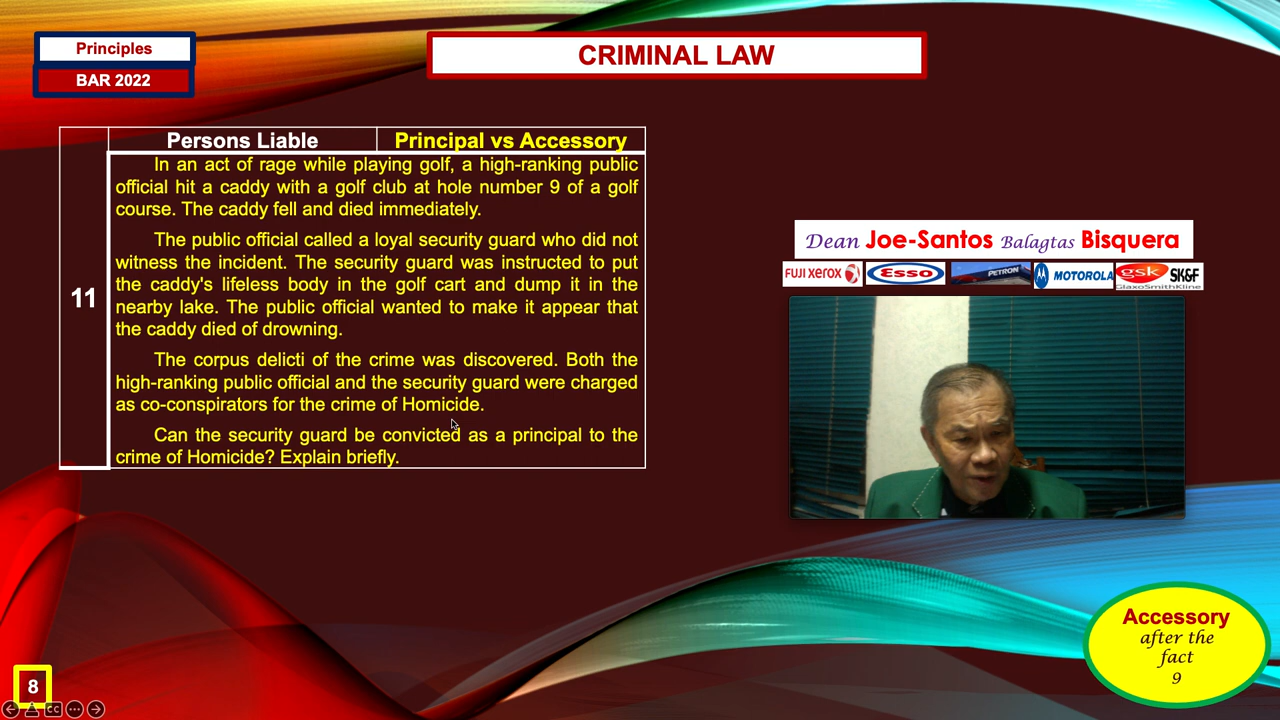 Principles
BAR 2022
CRIMINAL LAW
Persons Liable
Principal vs Accessory
11
In an act of rage while playing golf, a high-ranking public
official hit a caddy with a golf club at hole number 9 of a golf
course. The caddy fell and died immediately.
The public official called a loyal security guard who did not
witness the incident. The security guard was instructed to put
the caddy's lifeless body in the golf cart and dump it in the
nearby lake. The public official wanted to make it appear that
the caddy died of drowning.
The corpus delicti of the crime was discovered. Both the
high-ranking public official and the security guard were charged
as co-conspirators for the crime of Homicide.
Can the security guard be convicted as a principal to the
crime of Homicide? Explain briefly.
Dean Joe-Santos Balagtas Bisquera
FUJI XEROX
Esso
PETRON
MOTOROLA
gsk SK&F
GlaxoSmithKline
Accessory
after the
fact
9
8
CC